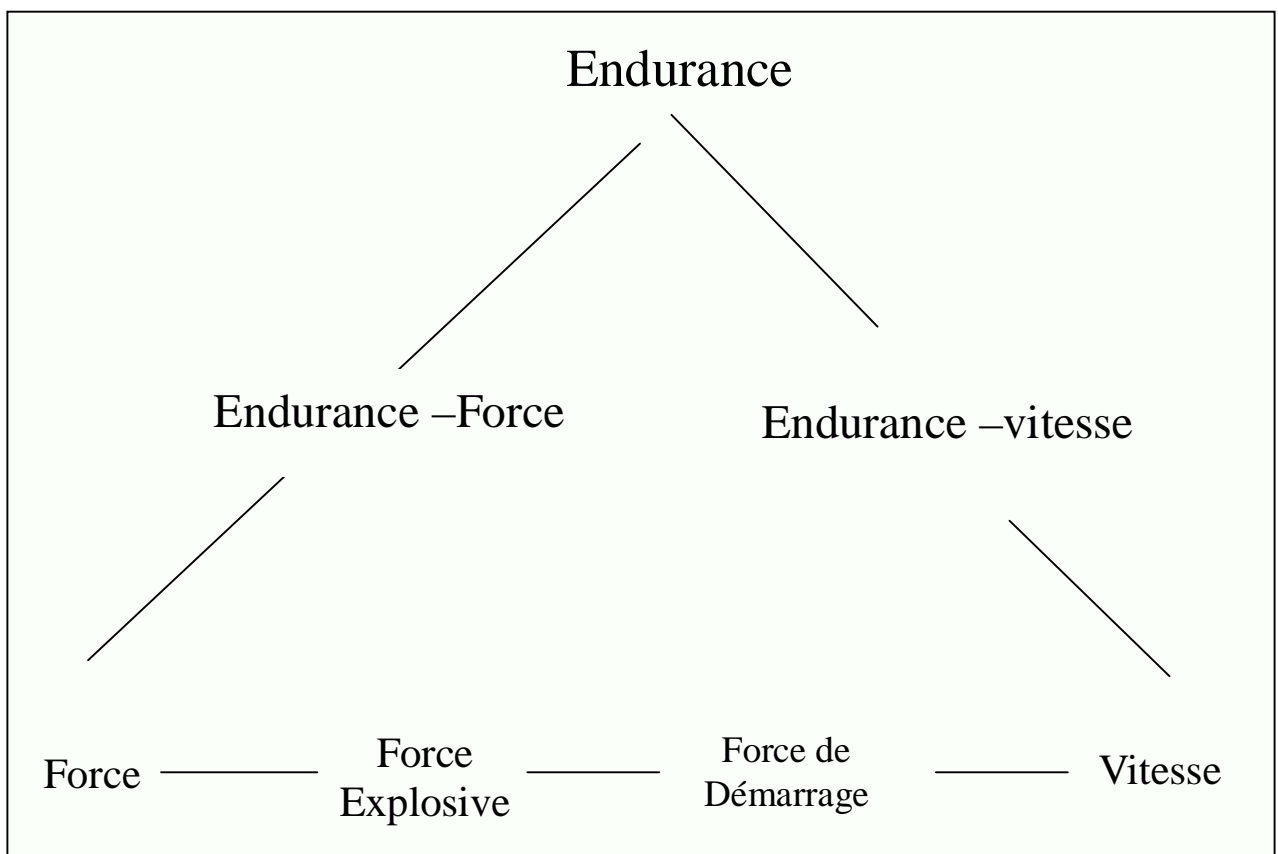 Endurance
Endurance –Force
Endurance –vitesse
Force
Force
Explosive
Force de
Démarrage
Vitesse